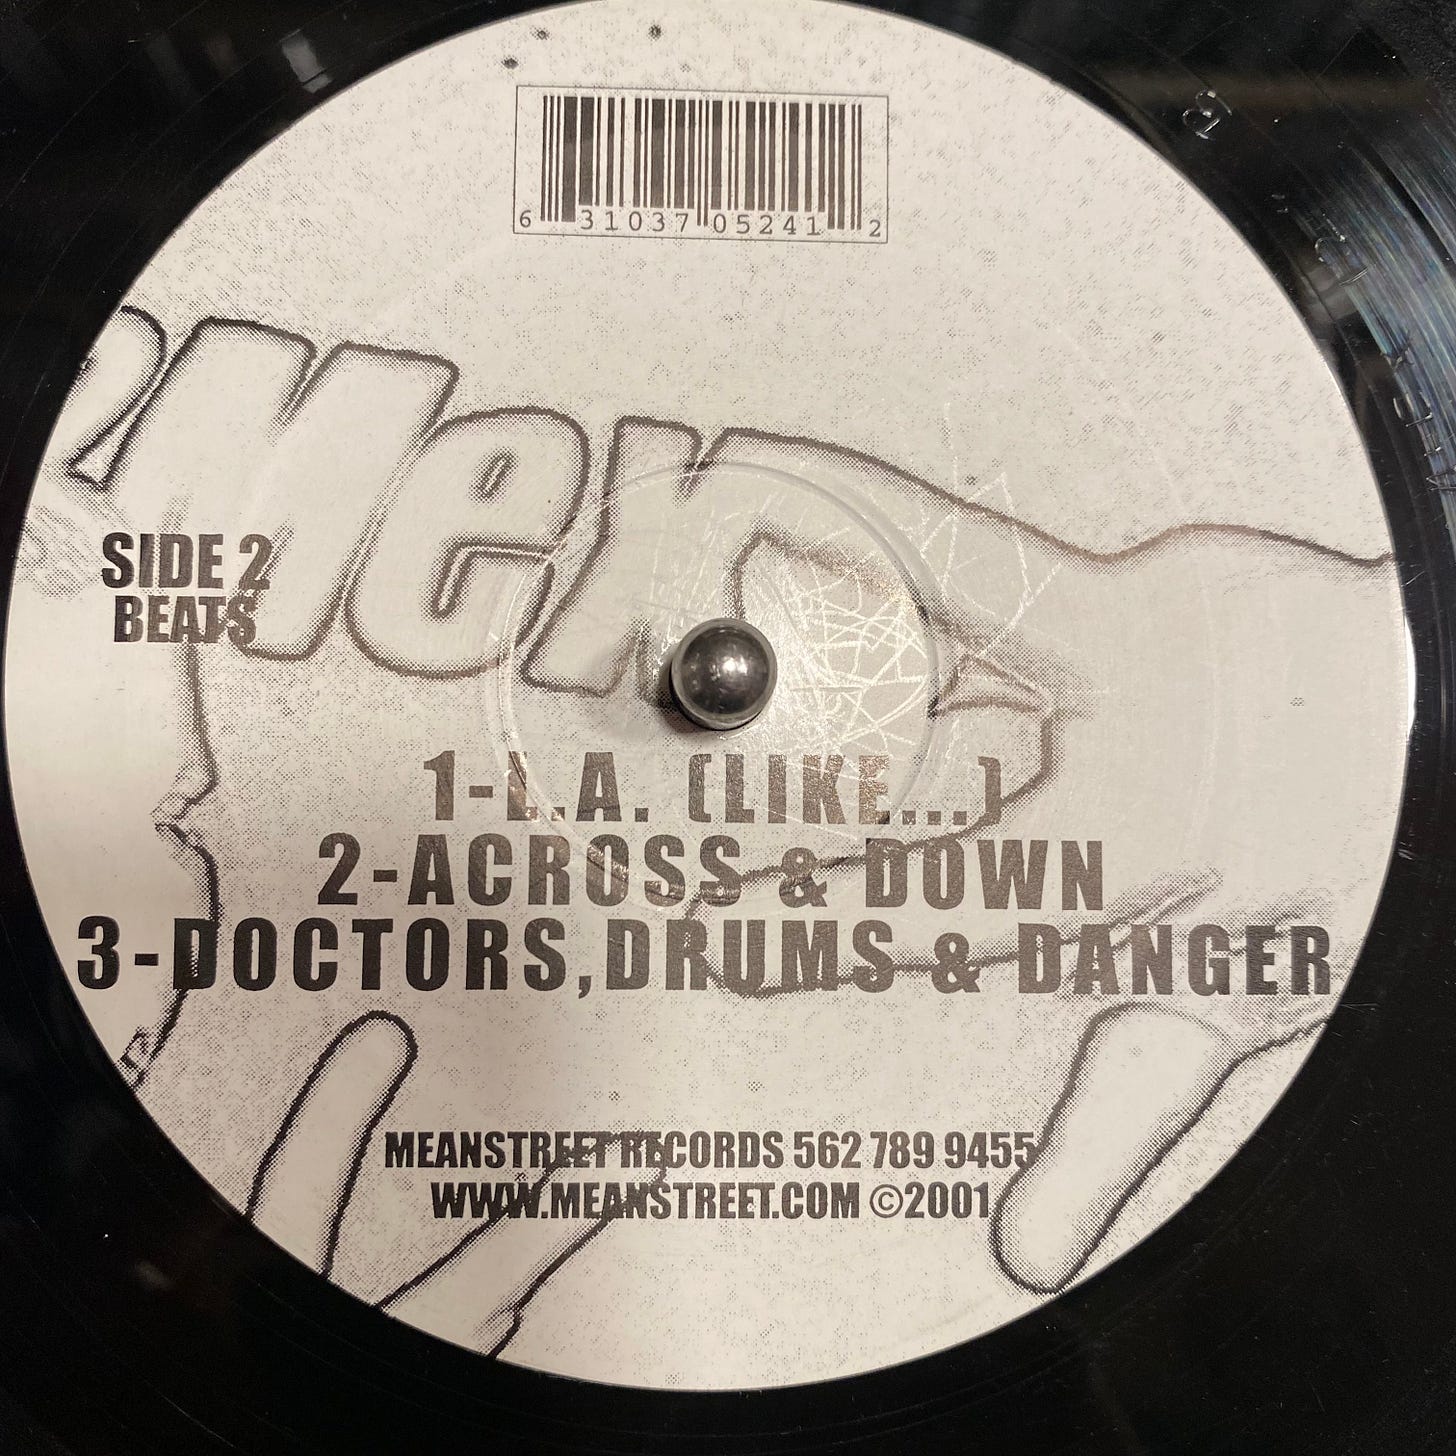 6 31037 05241 2
Mer
SIDE 2
BEATS
1-L.A. (LIKE...)
2-ACROSS & DOWN
3-DOCTORS,DRUMS & DANGER
MEANSTREET RECORDS 562 789 9455
WWW.MEANSTREET.COM ©2001